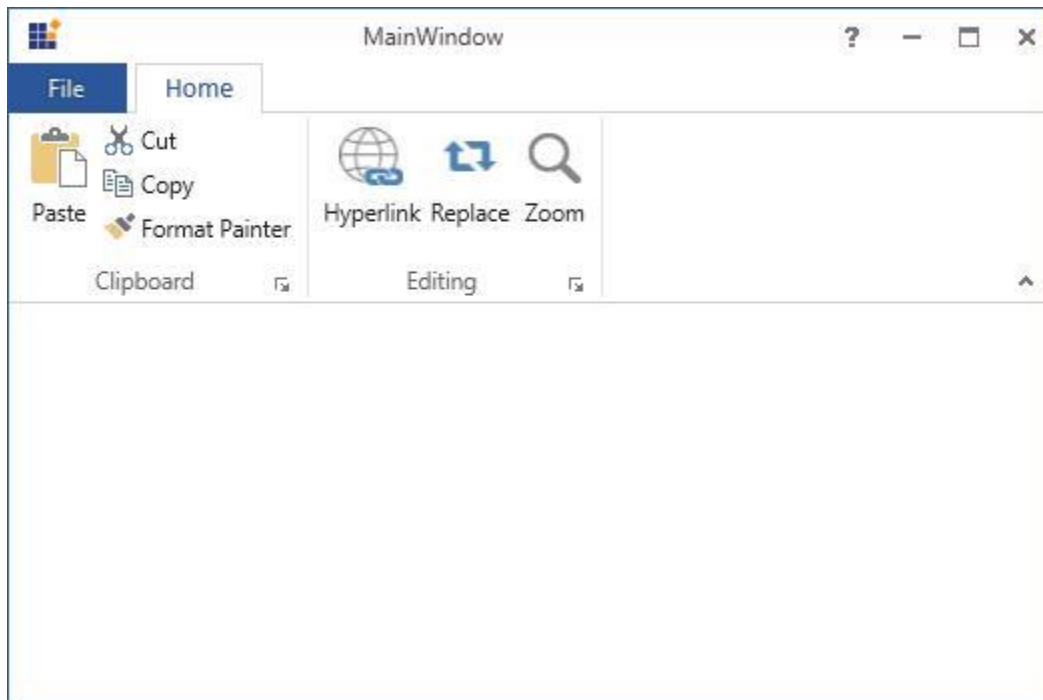 MainWindow ?
File Home
Cut
Copy
Paste
Format Painter
Hyperlink Replace Zoom
Clipboard Editing